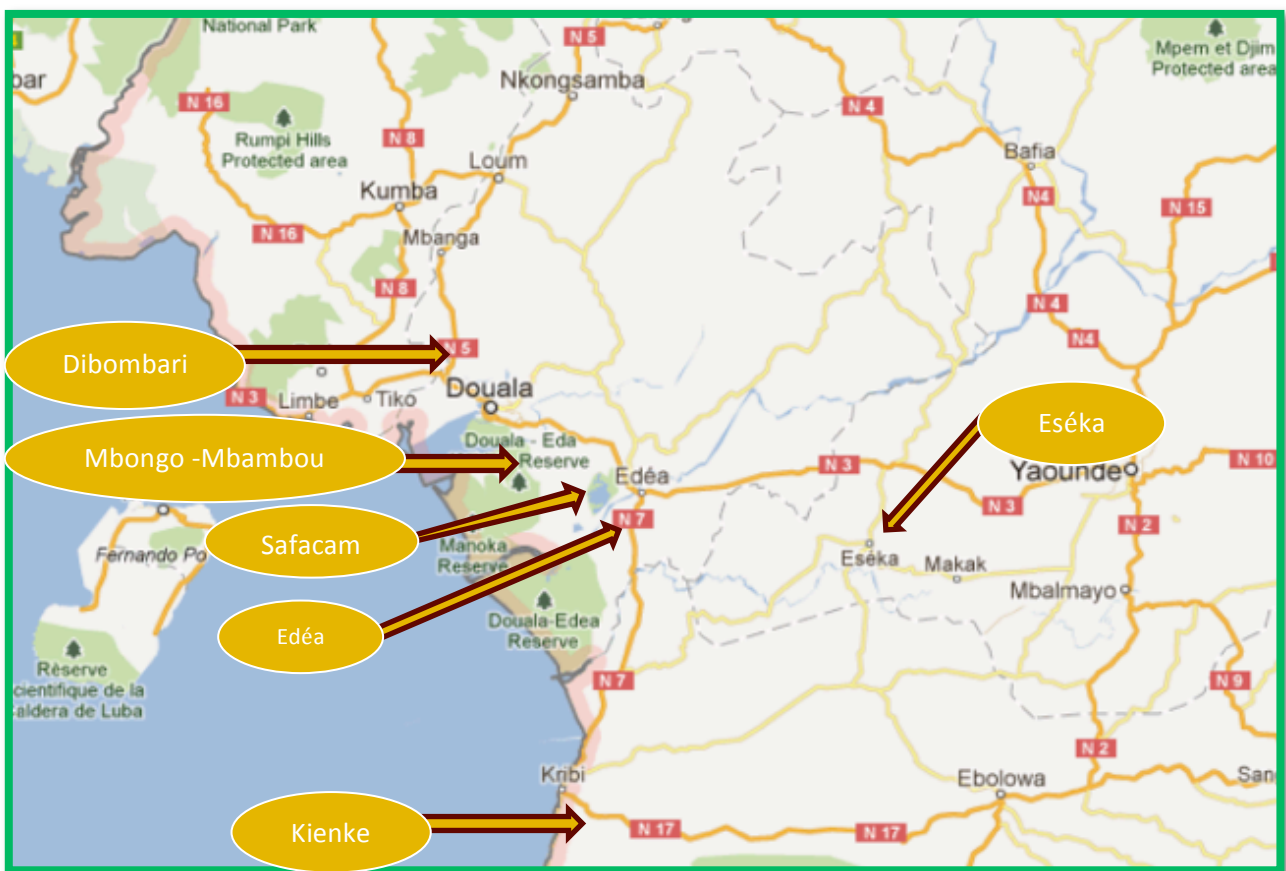 National Park
N 5
Mpem et Djim
Protected area
bar
Nkongsamba
N 16
N 4
Rumpi Hills
Protected area
N 8
Loum
Bafia
Kumba
N4
N 15
N 16
Mbanga
N 8
N 4
N4
Dibombari
N 5
Douala
N 3
Limbe
Tiko
Eséka
Mbongo -Mbambou
Douala - Eda
Reserve
Edéa
N 3
Yaounde
N 10
N 7
N 3
N 2
Safacam
Fernando Po
Manoka
Reserve
Eséka
Makak
Mbalmayo
Edéa
Douala-Edea
Reserve
Rèserve
cientifique de la
aldera de Luba
N 7
N 9
N 2
Kribi
Ebolowa
San
Kienke
N 17
N 17